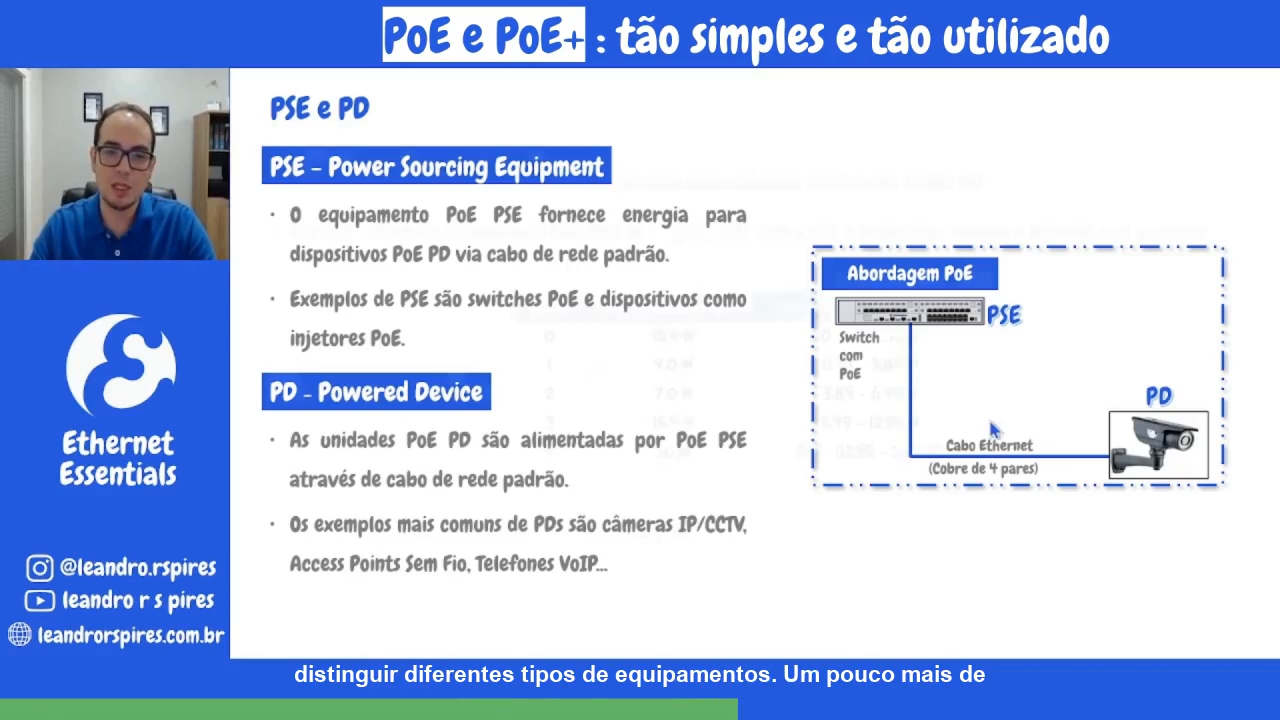 PoE e PoE+ : tão simples e tão utilizado
PSE e PD
PSE – Power Sourcing Equipment
• O equipamento PoE PSE fornece energia para
dispositivos PoE PD via cabo de rede padrão.
• Exemplos de PSE são switches PoE e dispositivos como
injetores PoE.
PD – Powered Device
• As unidades PoE PD são alimentadas por PoE PSE
através de cabo de rede padrão.
• Os exemplos mais comuns de PDs são câmeras IP/CCTV,
Access Points Sem Fio, Telefones VoIP...
Abordagem PoE
PSE
Switch
com
PoE
PD
Cabo Ethernet
(Cobre de 4 pares)
Ethernet
Essentials
@leandro.rspires
leandro r s pires
leandrorspires.com.br
distinguir diferentes tipos de equipamentos. Um pouco mais de